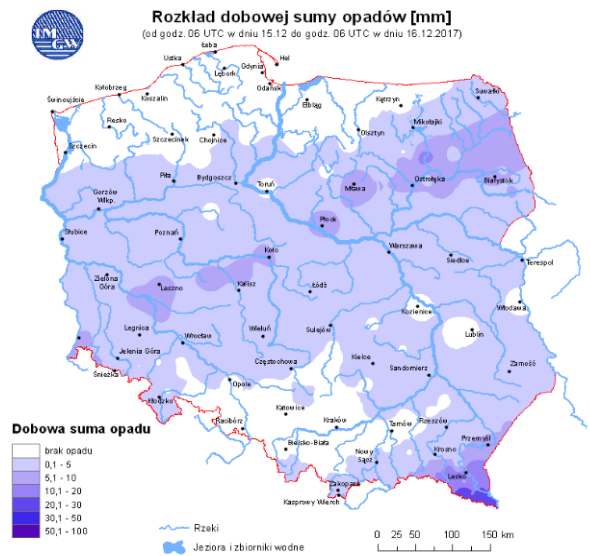 Rozkład dobowej sumy opadów [mm]
(od godz. 06 UTC w dniu 15.12 do godz. 06 UTC w dniu 16.12.2017)
IM
GW
Łeba
Ustka
Hel
Lębork
Gdynia
Gdańsk
Kołobrzeg
Koszalin
Świnoujście
Elbląg
Kętrzyn
Suwałki
Resko
Szczecinek
Chojnice
Olsztyn
Mikołajki
Szczecin
Piła
Bydgoszcz
Toruń
Mława
Ostrołęka
Białystok
Gorzów
Wlkp.
Płock
Słubice
Poznań
Koło
Warszawa
Siedlce
Terespol
Zielona
Góra
Leszno
Kalisz
Łódź
Kozienice
Włodawa
Legnica
Wrocław
Wieluń
Sulejów
Lublin
Jelenia Góra
Śnieżka
Częstochowa
Kielce
Sandomierz
Zamość
Opole
Kłodzko
Katowice
Racibórz
Kraków
Tarnów
Rzeszów
Przemyśl
Bielsko-Biała
Nowy
Sącz
Krosno
Lesko
Zakopane
Kasprowy Wierch
Dobowa suma opadu
brak opadu
0,1 - 5
5,1 - 10
10,1 - 20
20,1 - 30
30,1 - 50
50,1 - 100
Rzeki
Jeziora i zbiorniki wodne
0 25 50 100 150 km